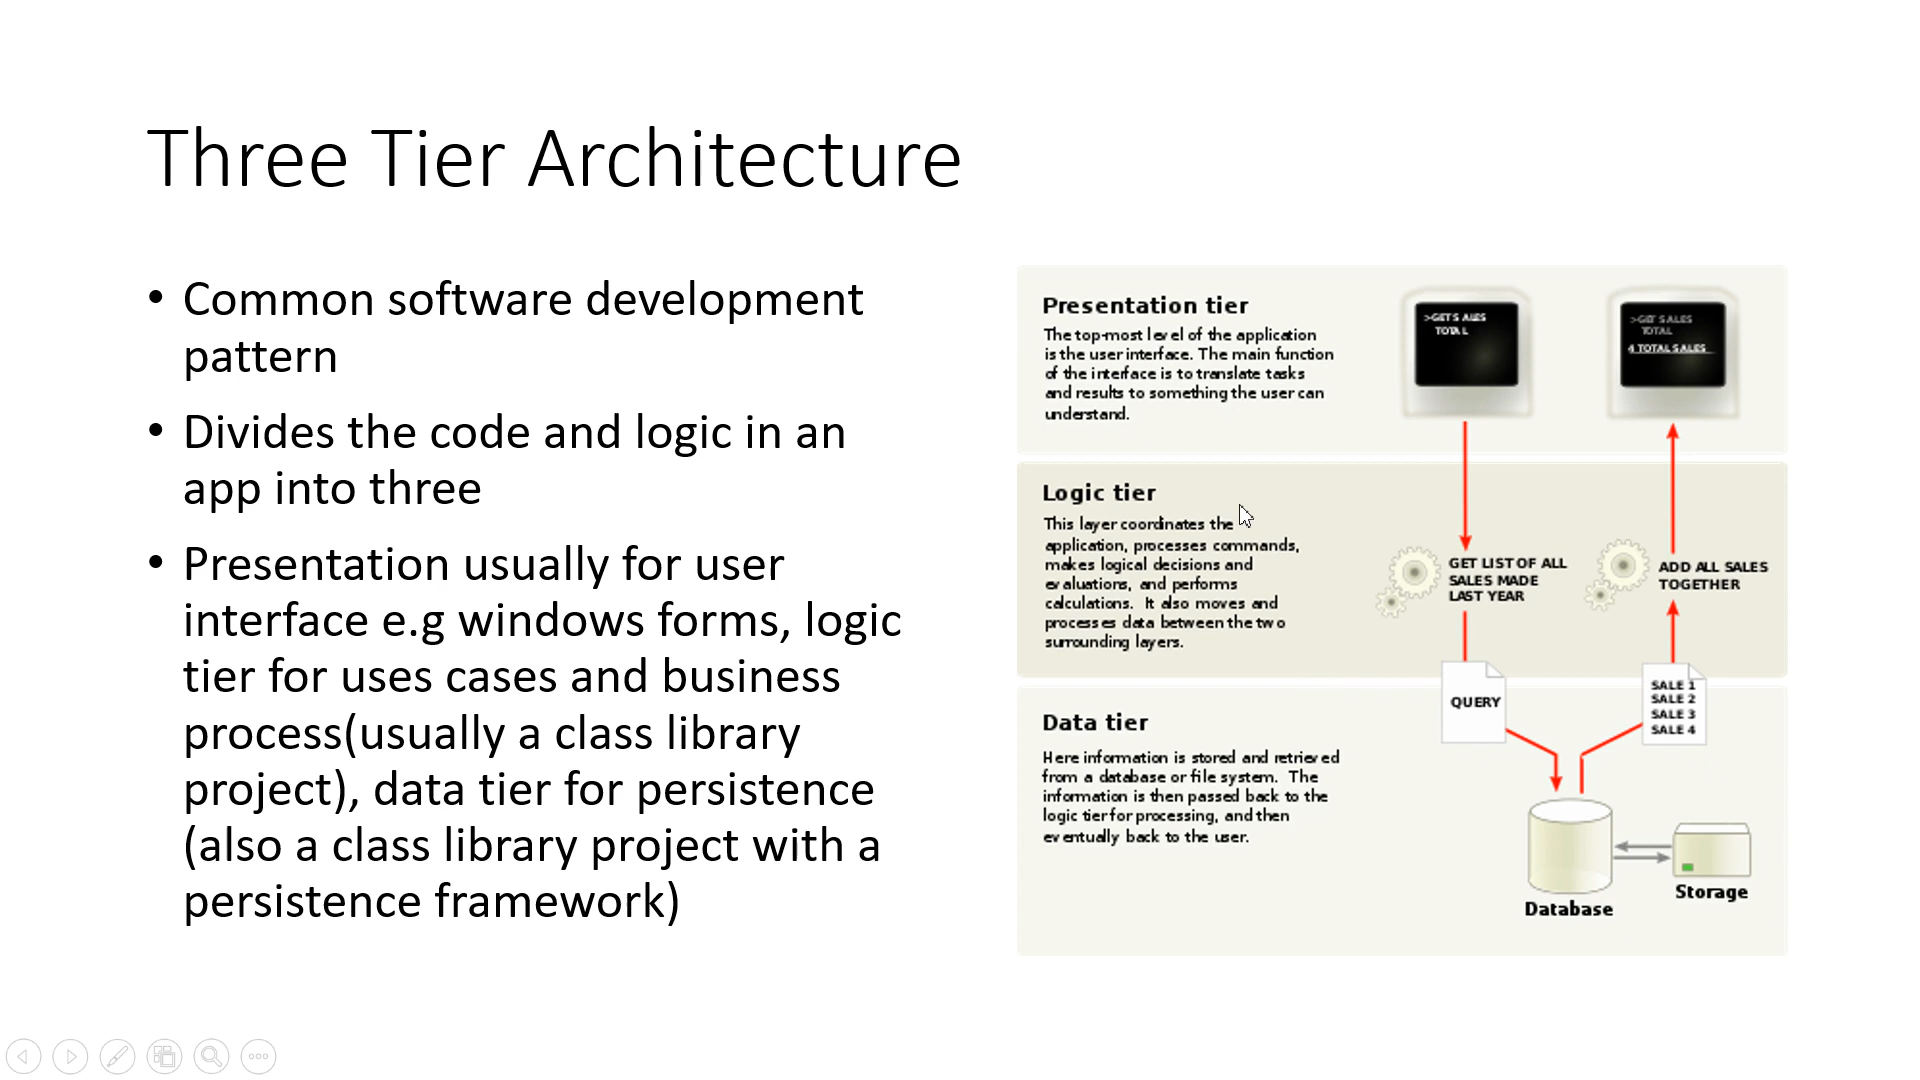 Three Tier Architecture
• Common software development
pattern
• Divides the code and logic in an
app into three
• Presentation usually for user
interface e.g windows forms, logic
tier for uses cases and business
process(usually a class library
project), data tier for persistence
(also a class library project with a
persistence framework)
Presentation tier
The top-most level of the application
is the user interface. The main function
of the interface is to translate tasks
and results to something the user can
understand.
>GET SALES
TOTAL
>GET SALES
TOTAL
4 TOTAL SALES
Logic tier
This layer coordinates the
application, processes commands,
makes logical decisions and
evaluations, and performs
calculations. It also moves and
processes data between the two
surrounding layers.
GET LIST OF ALL
SALES MADE
LAST YEAR
ADD ALL SALES
TOGETHER
QUERY
SALE 1
SALE 2
SALE 3
SALE 4
Data tier
Here information is stored and retrieved
from a database or file system. The
information is then passed back to the
logic tier for processing, and then
eventually back to the user.
Database
Storage